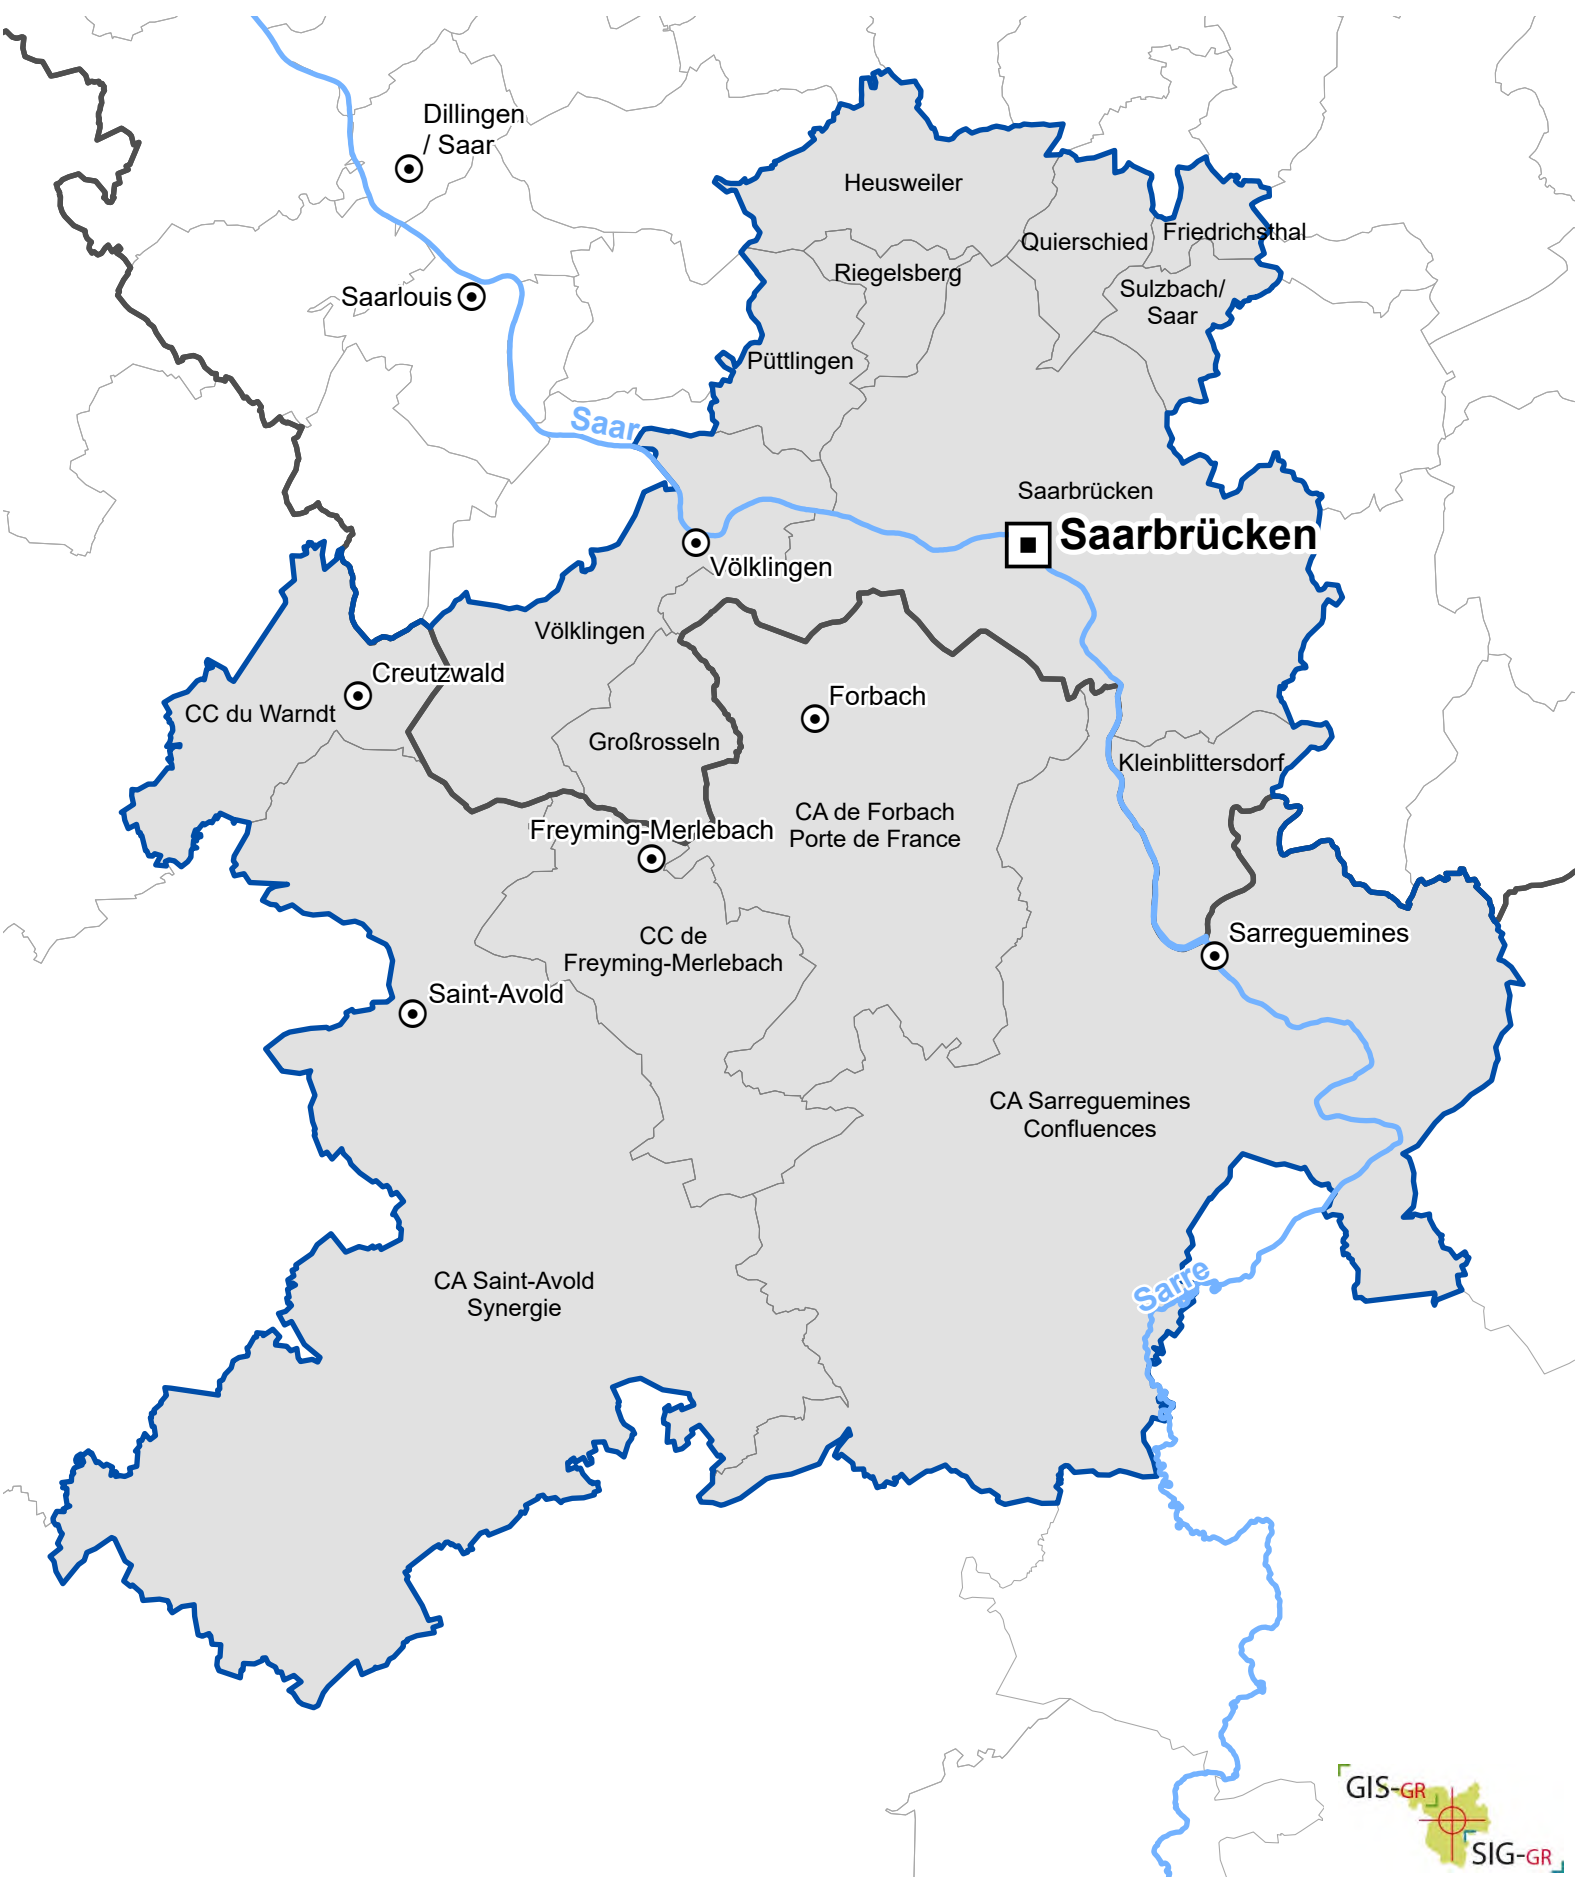 Dillingen
/ Saar
Heusweiler
Quierschied
Friedrichsthal
Riegelsberg
Saarlouis
Sulzbach/
Saar
Püttlingen
Saar
Saarbrücken
Saarbrücken
Völklingen
Völklingen
Creutzwald
CC du Warndt
Forbach
Großrosseln
Kleinblittersdorf
CA de Forbach
Porte de France
Freyming-Merlebach
CC de
Freyming-Merlebach
Sarreguemines
Saint-Avold
CA Sarreguemines
Confluences
CA Saint-Avold
Synergie
Sarre
GIS-GR
SIG-GR